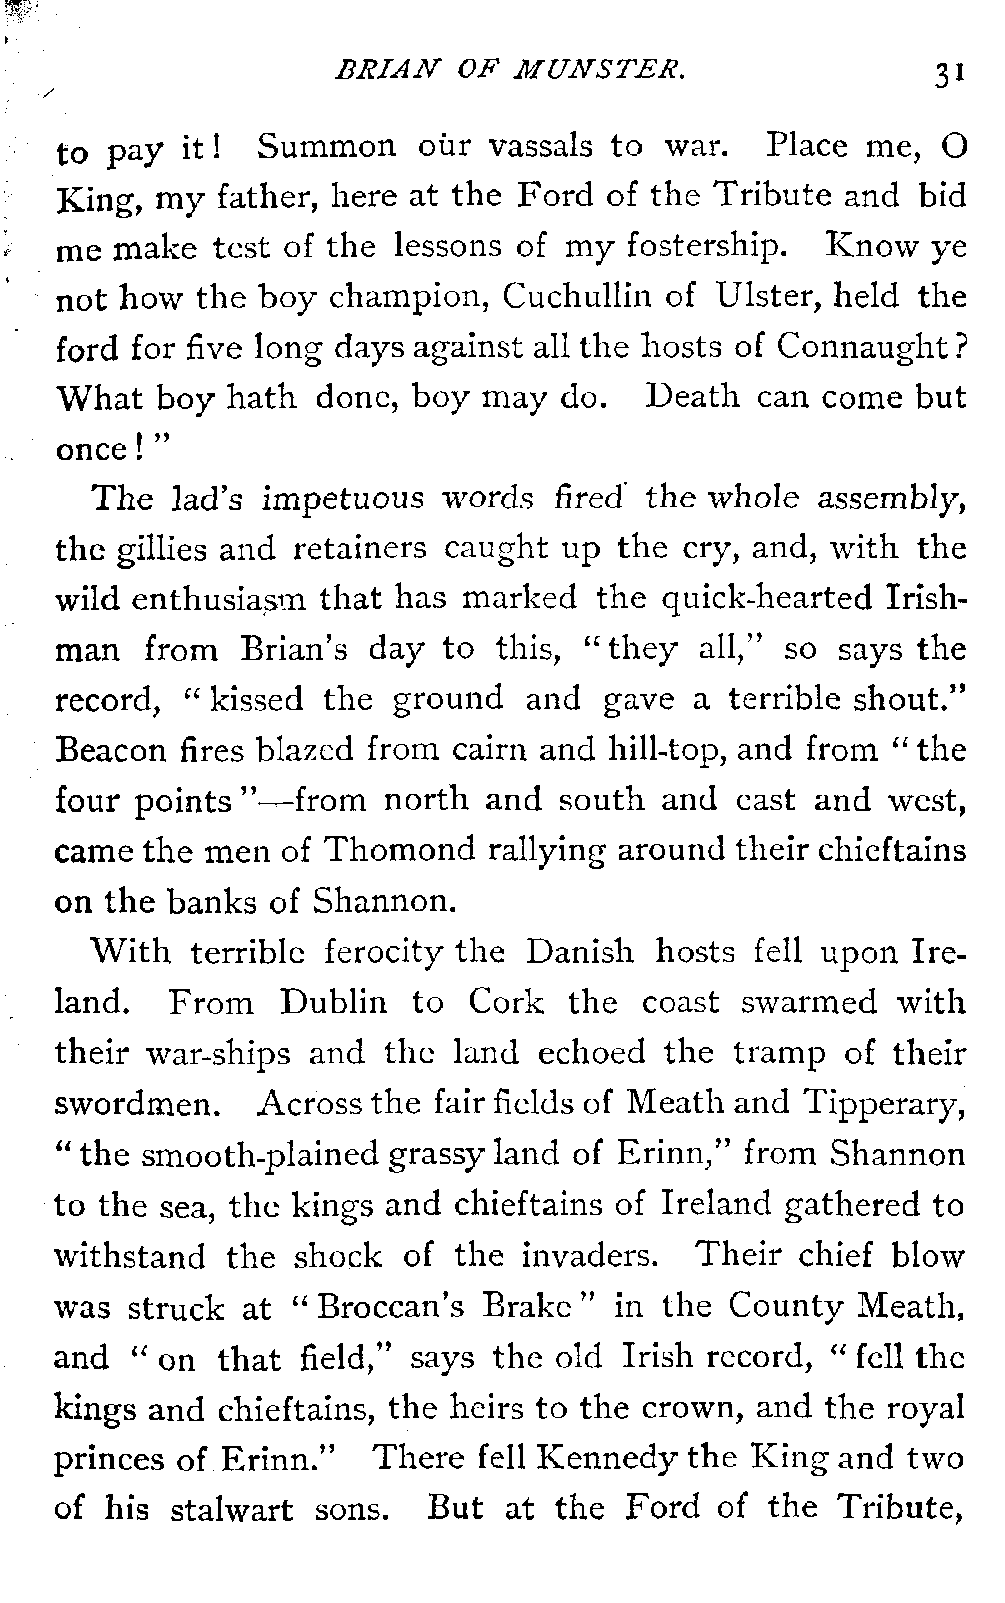 BRIAN OF MUNSTER. 31
to pay it! Summon our vassals to war. Place me, O
King, my father, here at the Ford of the Tribute and bid
me make test of the lessons of my fostership. Know ye
not how the boy champion, Cuchullin of Ulster, held the
ford for five long days against all the hosts of Connaught?
What boy hath done, boy may do. Death can come but
once!"
The lad's impetuous words fired the whole assembly,
the gillies and retainers caught up the cry, and, with the
wild enthusiasm that has marked the quick-hearted Irish-
man from Brian's day to this, "they all," so says the
record, "kissed the ground and gave a terrible shout."
Beacon fires blazed from cairn and hill-top, and from "the
four points"—from north and south and east and west,
came the men of Thomond rallying around their chieftains
on the banks of Shannon.
With terrible ferocity the Danish hosts fell upon Ire-
land. From Dublin to Cork the coast swarmed with
their war-ships and the land echoed the tramp of their
swordmen. Across the fair fields of Meath and Tipperary,
"the smooth-plained grassy land of Erinn," from Shannon
to the sea, the kings and chieftains of Ireland gathered to
withstand the shock of the invaders. Their chief blow
was struck at "Broccan's Brake" in the County Meath,
and "on that field," says the old Irish record, "fell the
kings and chieftains, the heirs to the crown, and the royal
princes of Erinn." There fell Kennedy the King and two
of his stalwart sons. But at the Ford of the Tribute,